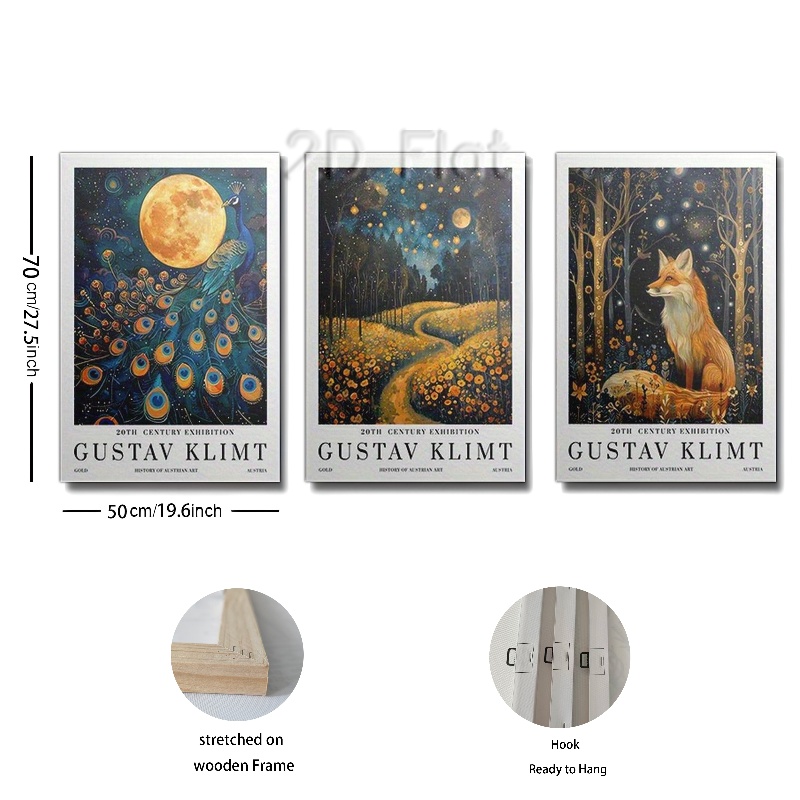 2D Flat
70 cm/27.5inch
20TH CENTURY EXHIBITION
GUSTAV KLIMT
GOLD HISTORY OF AUSTRIAN ART AUSTRIA
20TH CENTURY EXHIBITION
GUSTAV KLIMT
GOLD HISTORY OF AUSTRIAN ART AUSTRIA
20TH CENTURY EXHIBITION
GUSTAV KLIMT
GOLD HISTORY OF AUSTRIAN ART AUSTRIA
50 cm/19.6inch
stretched on
wooden Frame
Hook
Ready to Hang